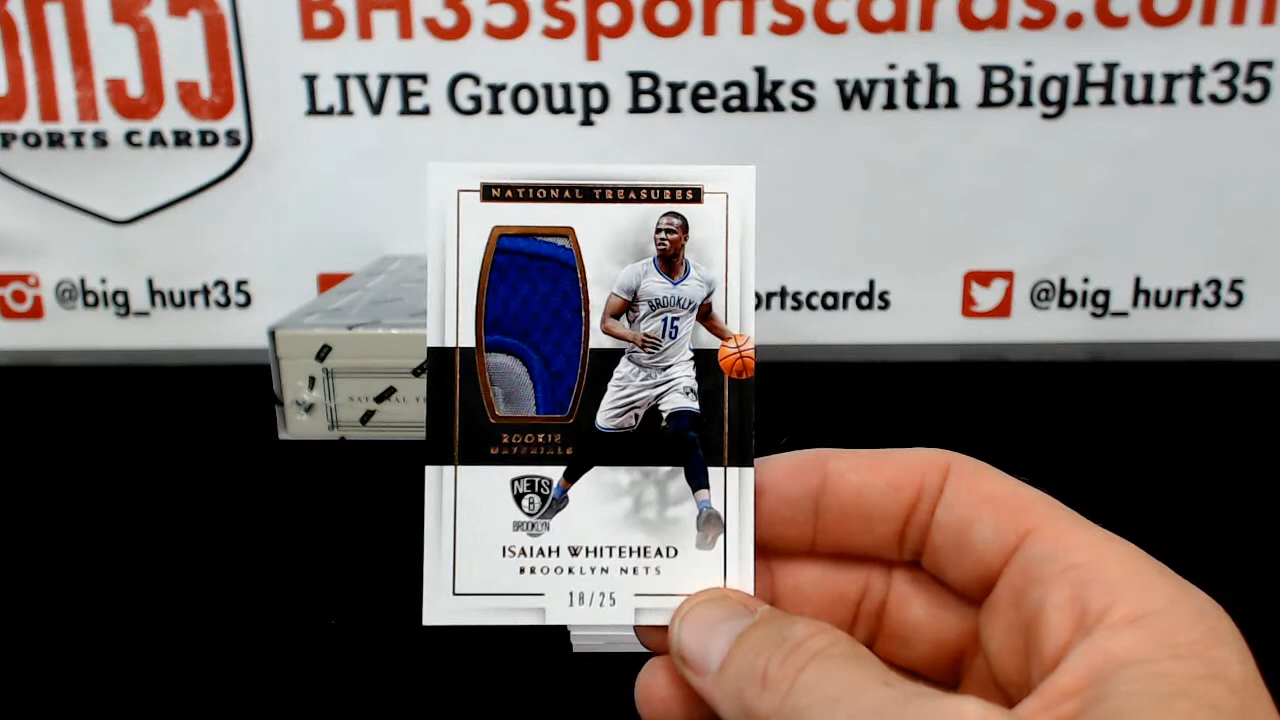 BH35sportscards.com
LIVE Group Breaks with BigHurt35
BH35
SPORTS CARDS
@big_hurt35
ortscards
@big_hurt35
NATIONAL TREASURES
BROOKLYN
15
ROOKIE
MATERIALS
NETS
B
BROOKLYN
ISAIAH WHITEHEAD
BROOKLYN NETS
18/25